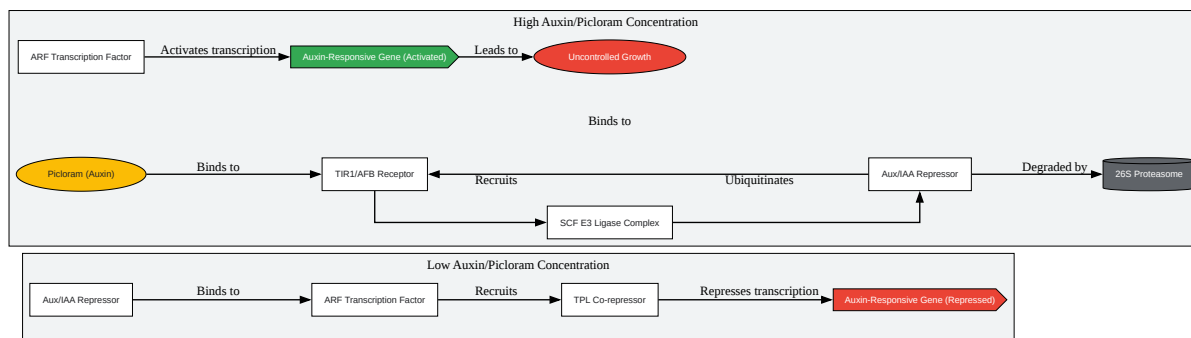 High Auxin/Picloram Concentration
ARF Transcription Factor
Activates transcription
Auxin-Responsive Gene (Activated)
Leads to
Uncontrolled Growth
Binds to
Picloram (Auxin)
Binds to
TIR1/AFB Receptor
Recruits
Ubiquitinates
Aux/IAA Repressor
Degraded by
26S Proteasome
SCF E3 Ligase Complex
Low Auxin/Picloram Concentration
Aux/IAA Repressor
Binds to
ARF Transcription Factor
Recruits
TPL Co-repressor
Represses transcription
Auxin-Responsive Gene (Repressed)